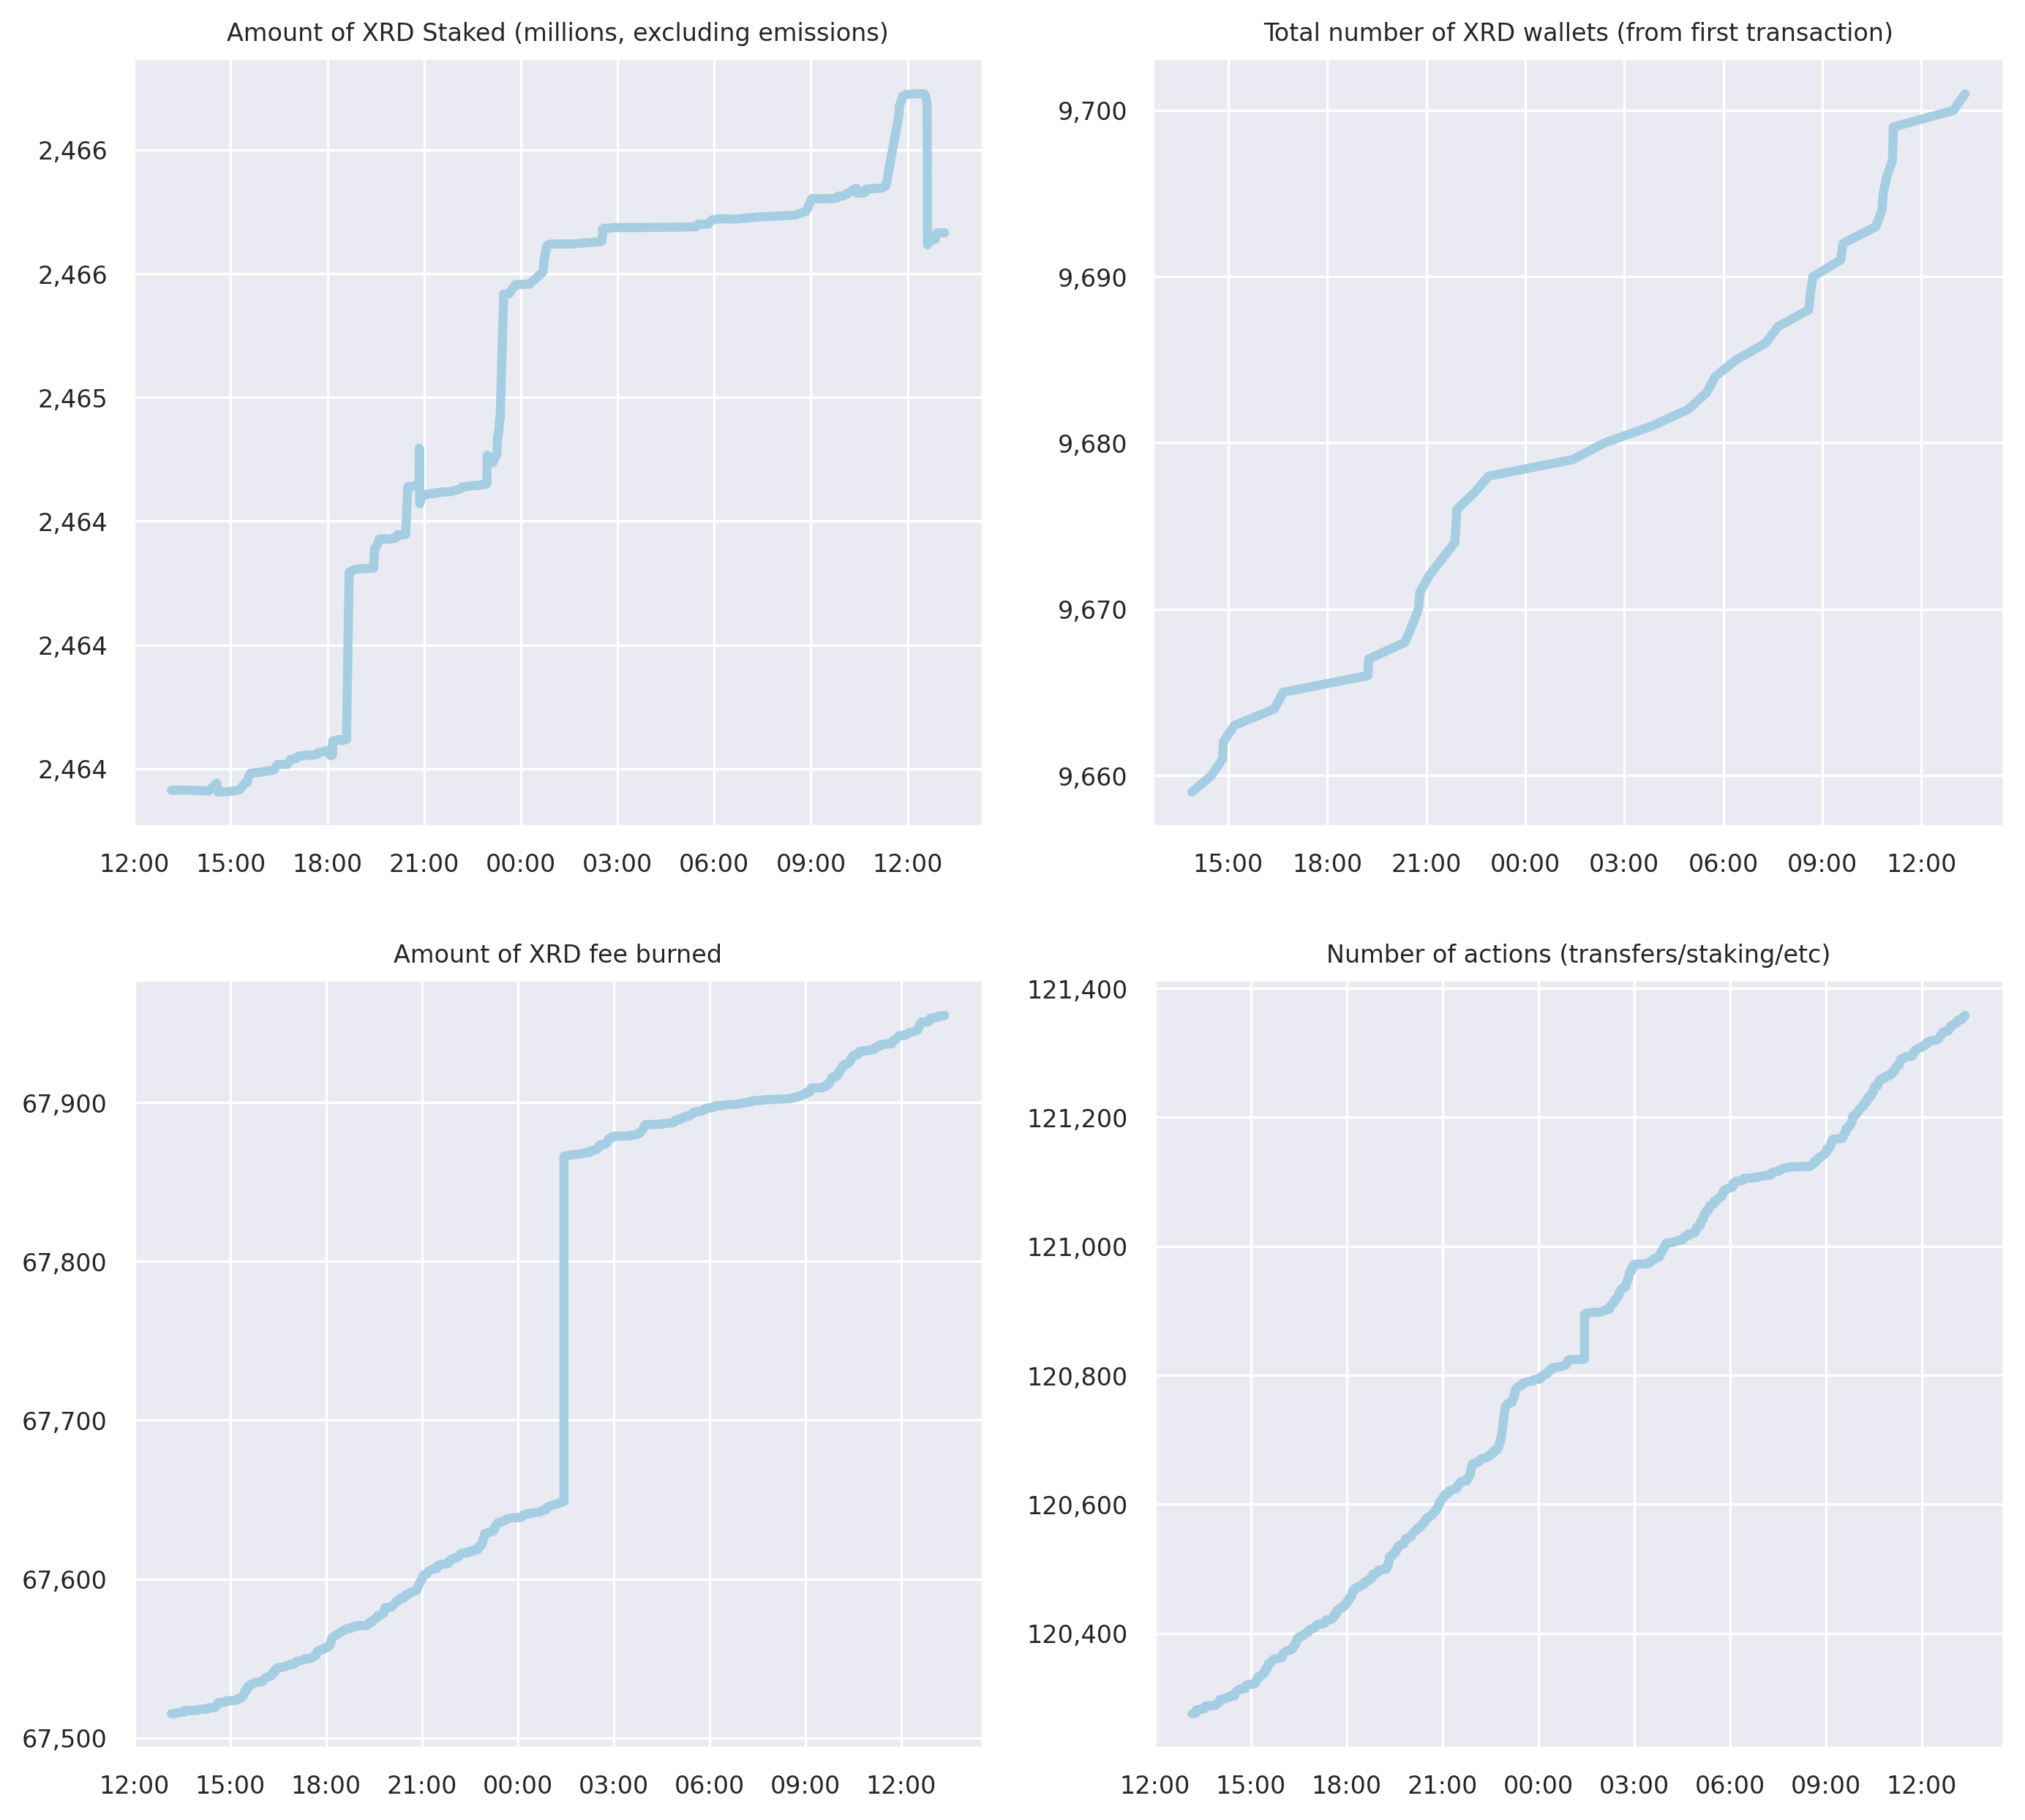 Amount of XRD Staked (millions, excluding emissions)
2,466
2,466
2,465
2,464
2,464
2,464
12:00 15:00 18:00 21:00 00:00 03:00 06:00 09:00 12:00
Total number of XRD wallets (from first transaction)
9,700
9,690
9,680
9,670
9,660
15:00 18:00 21:00 00:00 03:00 06:00 09:00 12:00
Amount of XRD fee burned
67,900
67,800
67,700
67,600
67,500
12:00 15:00 18:00 21:00 00:00 03:00 06:00 09:00 12:00
Number of actions (transfers/staking/etc)
121,400
121,200
121,000
120,800
120,600
120,400
12:00 15:00 18:00 21:00 00:00 03:00 06:00 09:00 12:00